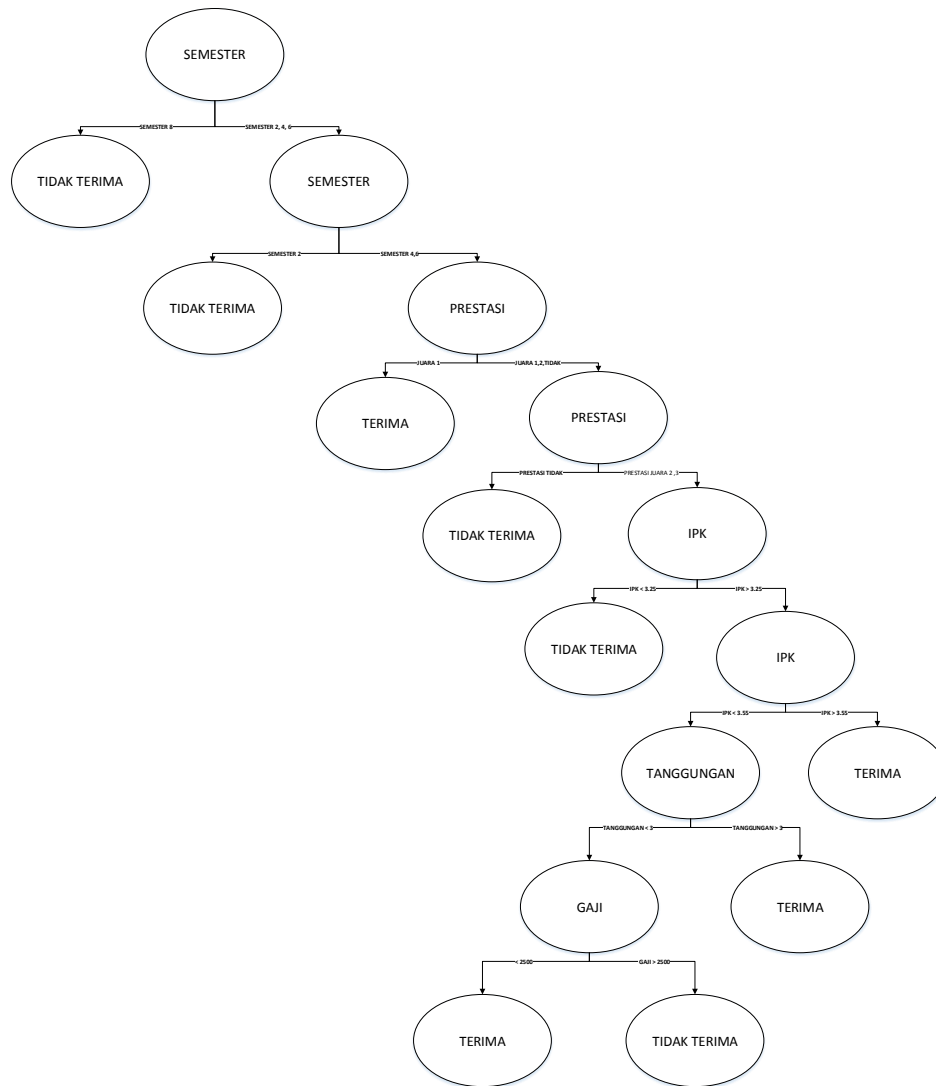 SEMESTER
SEMESTER 8
SEMESTER 2, 4, 6
TIDAK TERIMA
SEMESTER
SEMESTER 2
SEMESTER 4,6
TIDAK TERIMA
PRESTASI
JUARA 1
JUARA 1,2,TIDAK
TERIMA
PRESTASI
PRESTASI TIDAK
PRESTASI JUARA 2 ,3
TIDAK TERIMA
IPK
IPK < 3.25
IPK > 3.25
TIDAK TERIMA
IPK
IPK < 3.55
IPK > 3.55
TANGGUNGAN
TERIMA
TANGGUNGAN < 3
TANGGUNGAN > 3
GAJI
TERIMA
< 2500
GAJI > 2500
TERIMA
TIDAK TERIMA